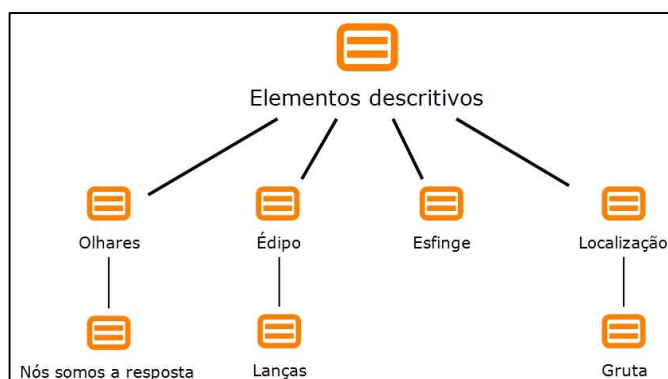 Elementos descritivos
Olhares
Édipo
Esfinge
Localização
Nós somos a resposta
Lanças
Gruta